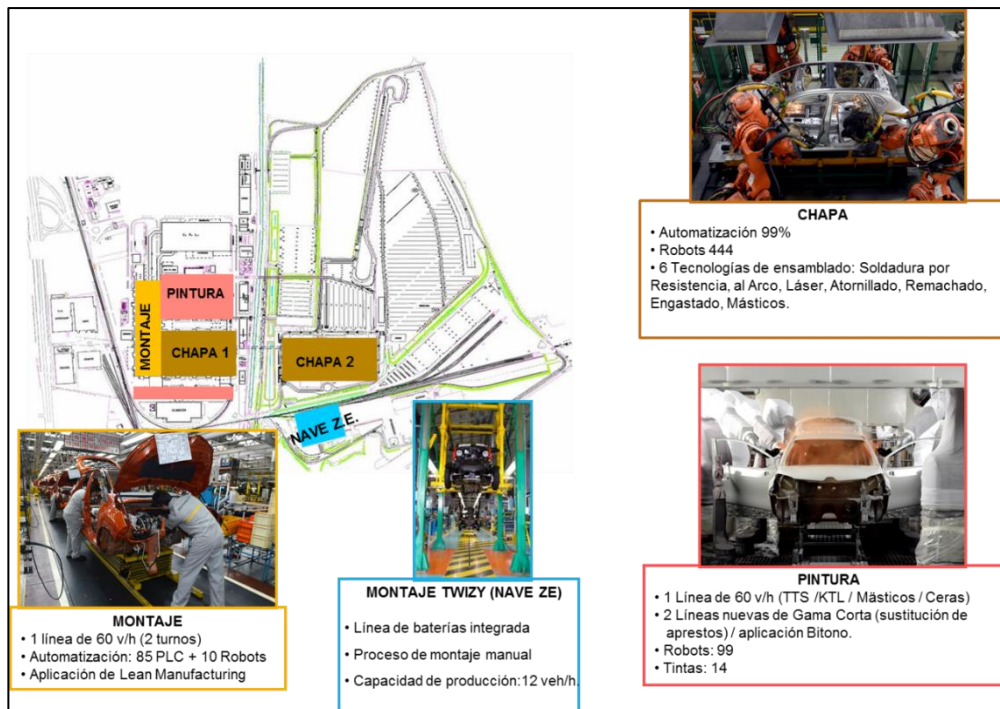 PINTURA
MONTAJE
CHAPA 1
CHAPA 2
NAVE Z.E.
CHAPA
• Automatización 99%
• Robots 444
• 6 Tecnologías de ensamblado: Soldadura por
Resistencia, al Arco, Láser, Atornillado, Remachado,
Engastado, Másticos.
MONTAJE
• 1 línea de 60 v/h (2 turnos)
• Automatización: 85 PLC + 10 Robots
• Aplicación de Lean Manufacturing
MONTAJE TWIZY (NAVE ZE)
• Línea de baterías integrada
• Proceso de montaje manual
• Capacidad de producción: 12 veh/h.
PINTURA
• 1 Línea de 60 v/h (TTS /KTL / Mästicos / Ceras)
• 2 Líneas nuevas de Gama Corta (sustitución de
aprestos) / aplicación Bitono.
• Robots: 99
• Tintas: 14